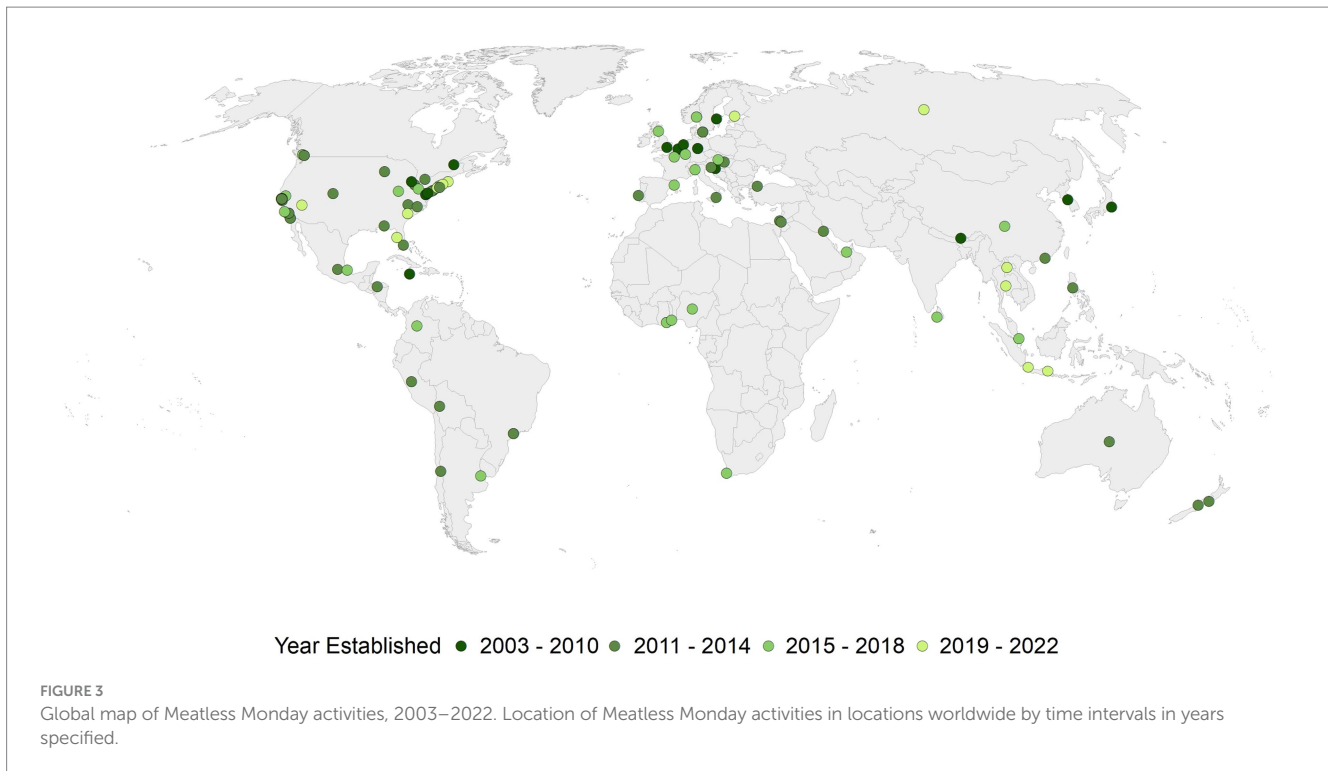 Year Established 2003 - 2010 2011 - 2014 2015 - 2018 2019 - 2022
FIGURE 3
Global map of Meatless Monday activities, 2003–2022. Location of Meatless Monday activities in locations worldwide by time intervals in years
specified.